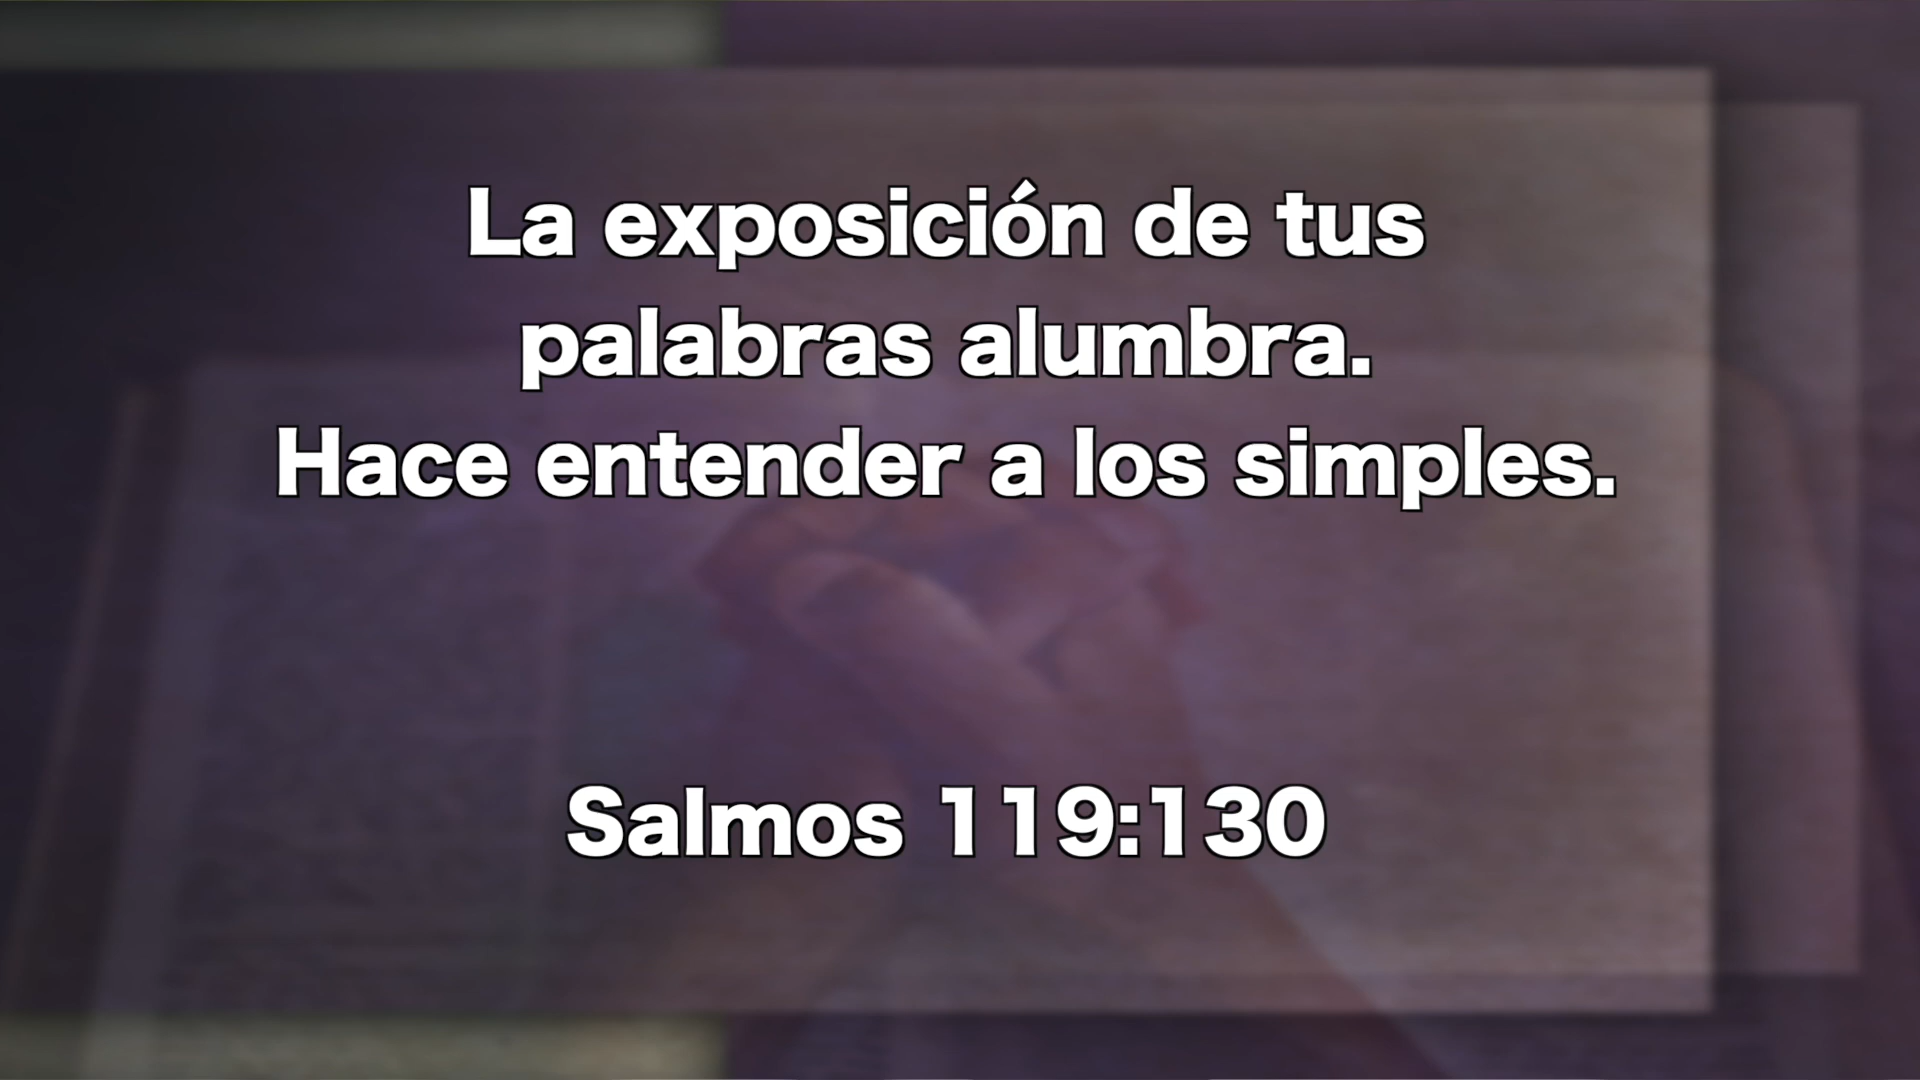 La exposición de tus
palabras alumbra.
Hace entender a los simples.
Salmos 119:130